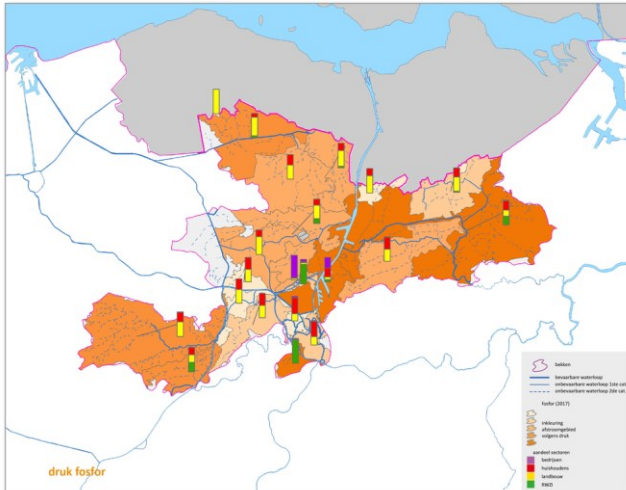 druk fosfor
bekken
bevaarbare waterloop
onbevaarbare waterloop 1ste cat.
onbevaarbare waterloop 2de cat.
fosfor (2017)
inkleuring
afstroomgebied
volgens druk
aandeel sectoren
bedrijven
huishoudens
landbouw
RWZI